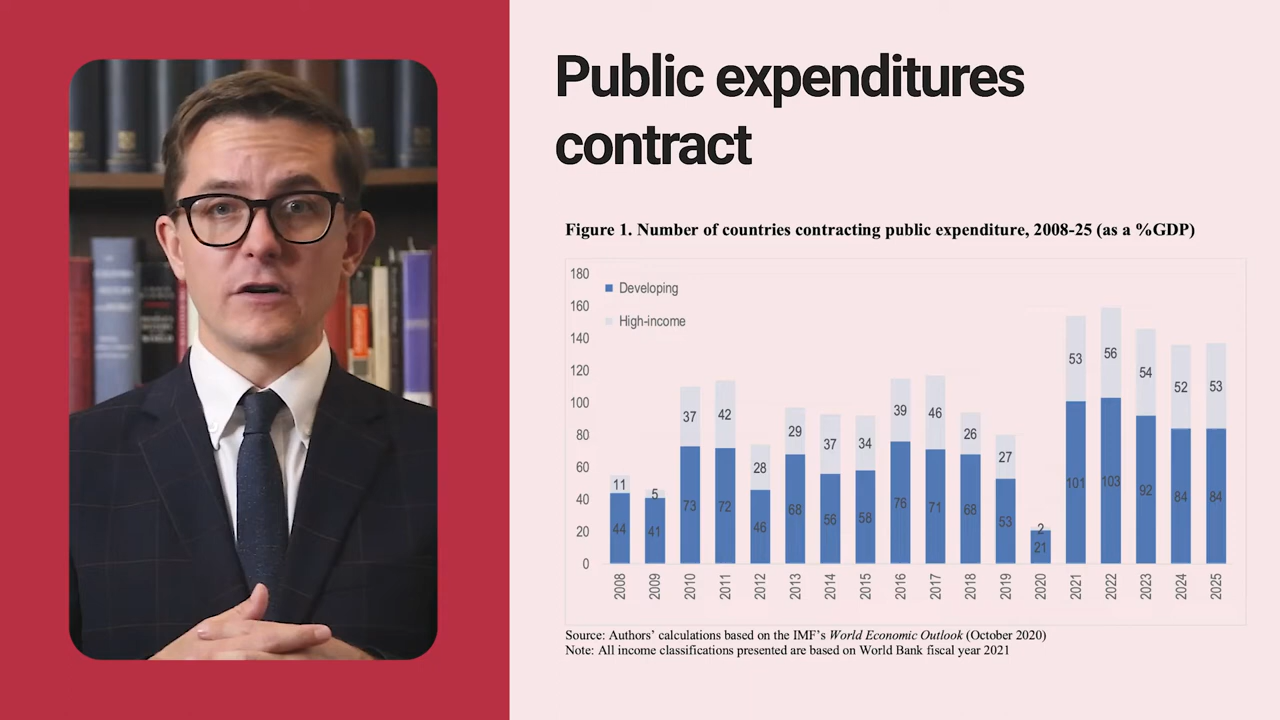 Public expenditures
contract
Figure 1. Number of countries contracting public expenditure, 2008-25 (as a %GDP)
180
160
140
120
100
80
60
40
20
0
Developing
High-income
11 5 37 42 28 29 37 34 39 46 26 27 2 53 56 54 52 53
44 41 73 72 46 68 56 58 76 71 68 53 21 101 103 92 84 84
2008 2009 2010 2011 2012 2013 2014 2015 2016 2017 2018 2019 2020 2021 2022 2023 2024 2025
Source: Authors’ calculations based on the IMF’s World Economic Outlook (October 2020)
Note: All income classifications presented are based on World Bank fiscal year 2021